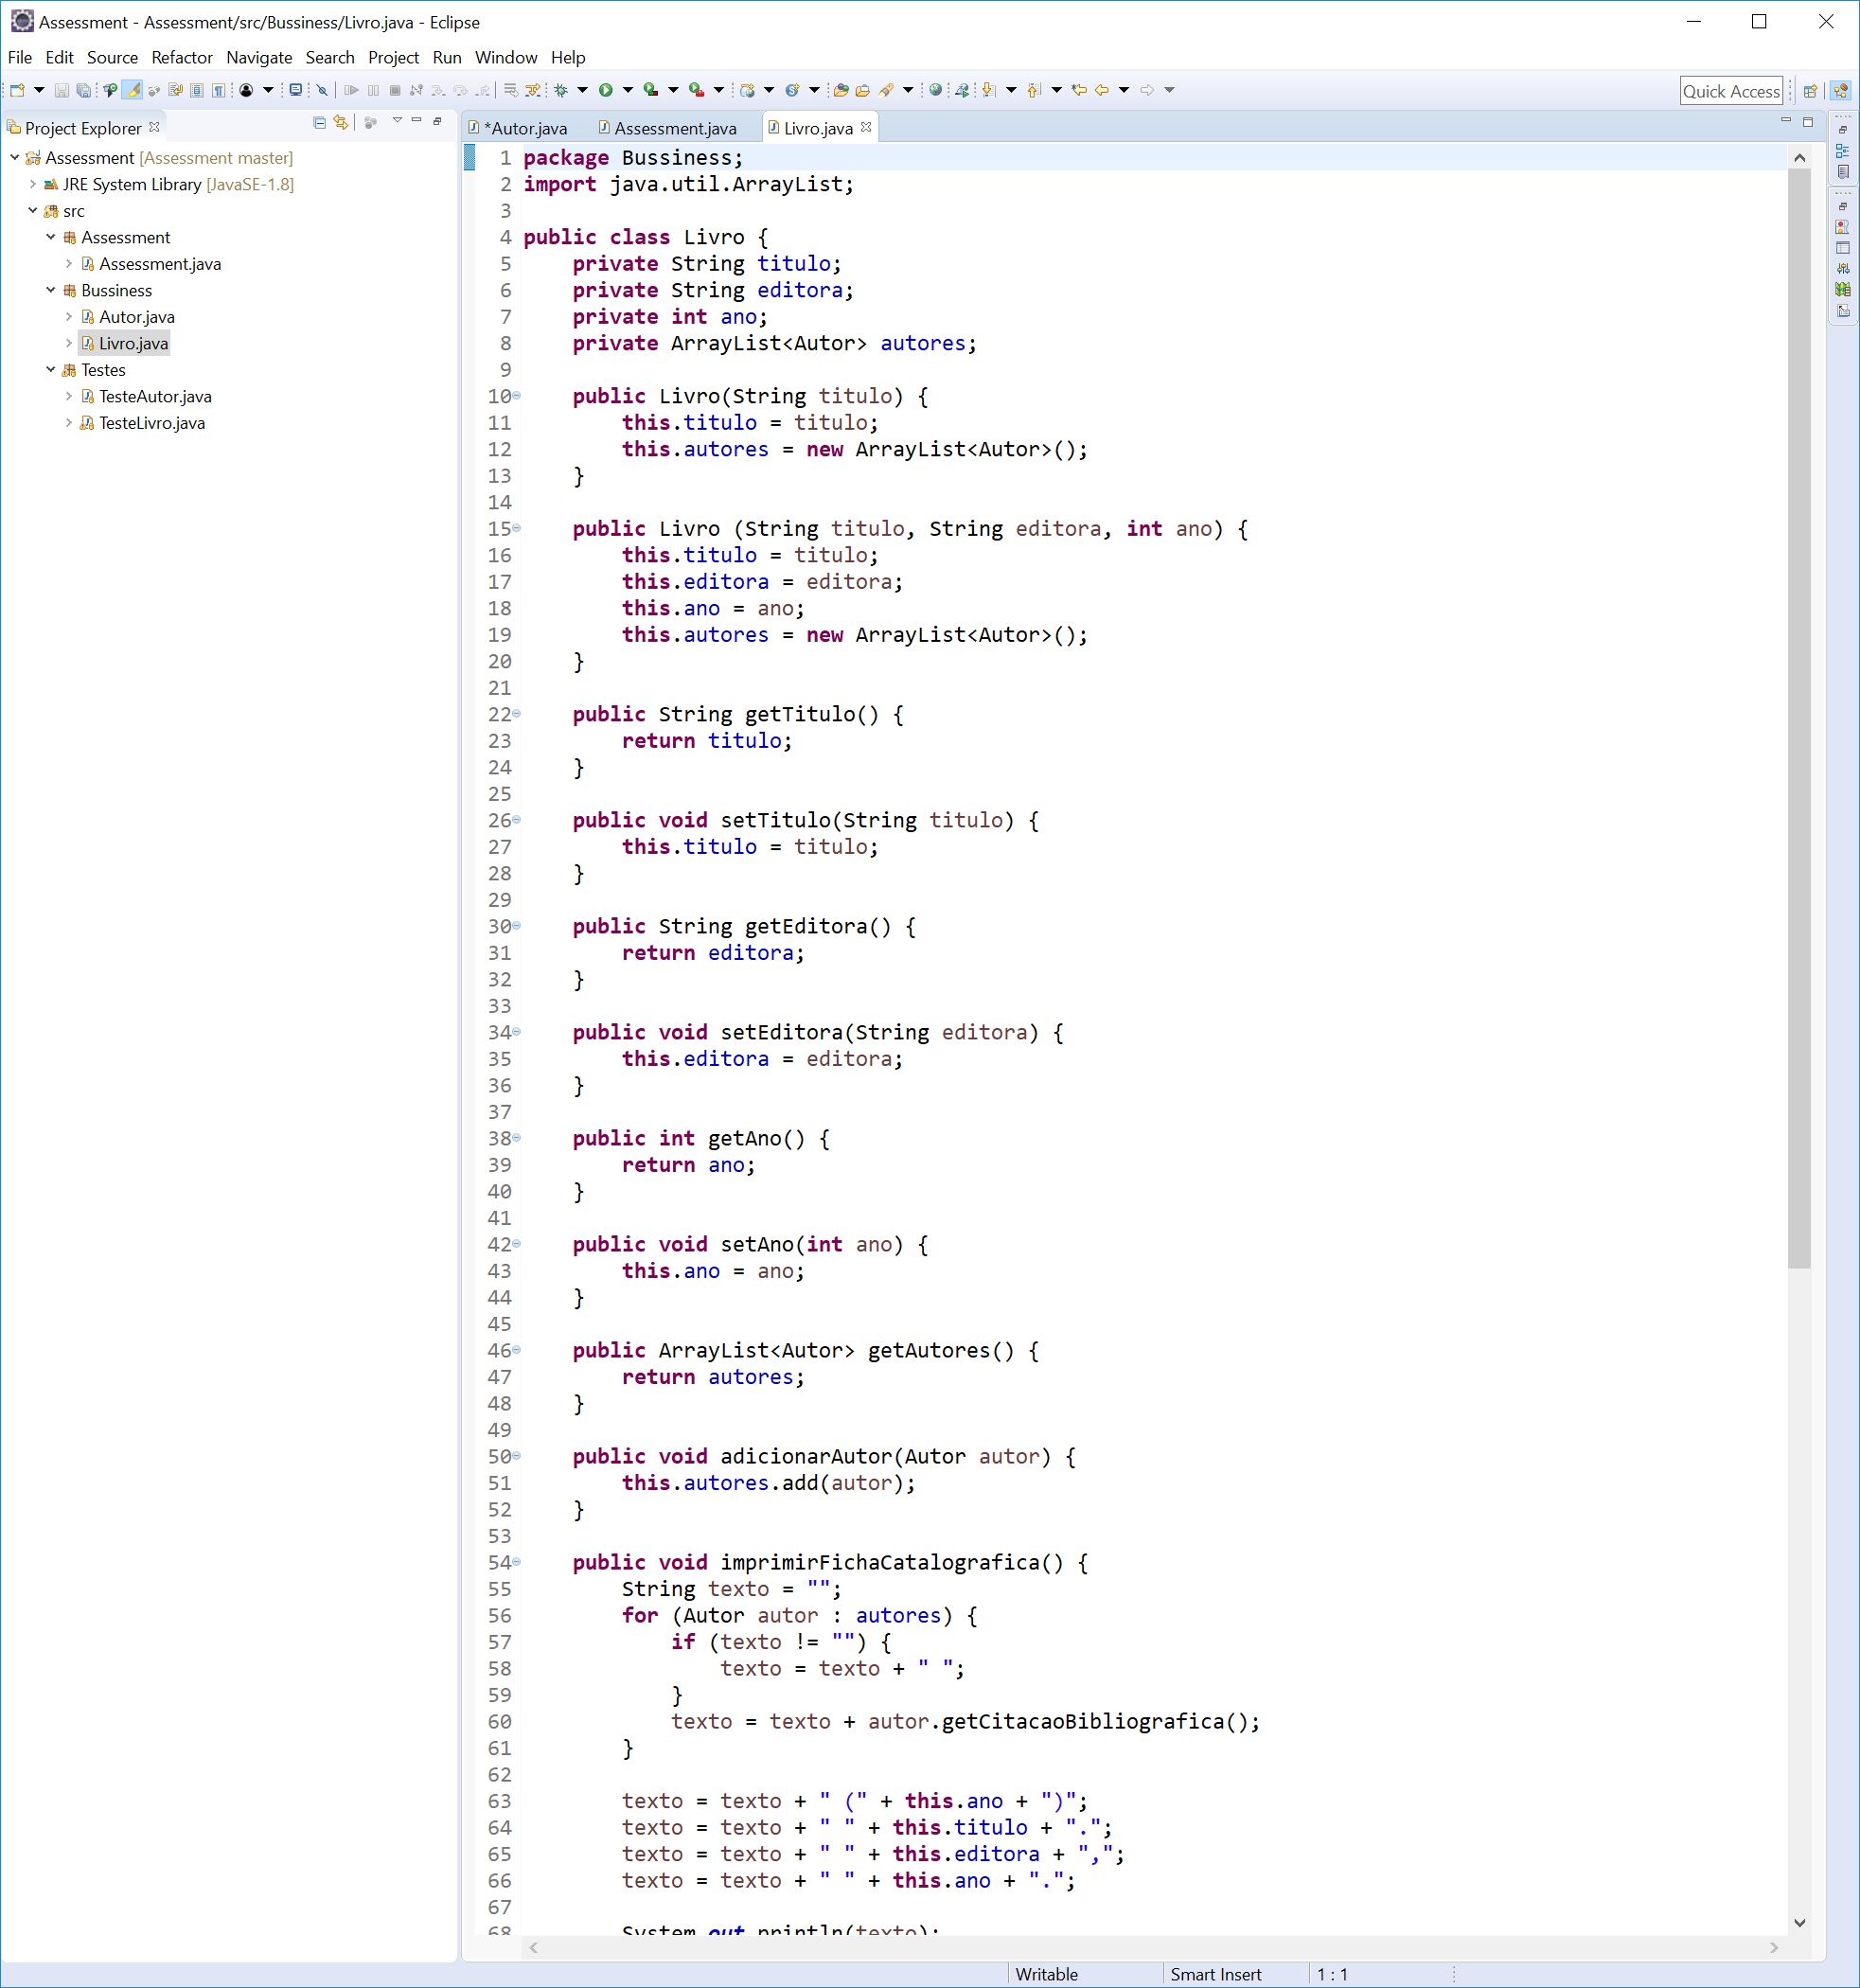 Assessment - Assessment/src/Bussiness/Livro.java - Eclipse
File Edit Source Refactor Navigate Search Project Run Window Help
Quick Access
Project Explorer
Assessment [Assessment master]
JRE System Library [JavaSE-1.8]
src
Assessment
Assessment.java
Bussiness
Autor.java
Livro.java
Testes
TesteAutor.java
TesteLivro.java
*Autor.java Assessment.java Livro.java
1 package Bussiness;
2 import java.util.ArrayList;
3
4 public class Livro {
5     private String titulo;
6     private String editora;
7     private int ano;
8     private ArrayList<Autor> autores;
9
10     public Livro(String titulo) {
11         this.titulo = titulo;
12         this.autores = new ArrayList<Autor>();
13     }
14
15     public Livro (String titulo, String editora, int ano) {
16         this.titulo = titulo;
17         this.editora = editora;
18         this.ano = ano;
19         this.autores = new ArrayList<Autor>();
20     }
21
22     public String getTitulo() {
23         return titulo;
24     }
25
26     public void setTitulo(String titulo) {
27         this.titulo = titulo;
28     }
29
30     public String getEditora() {
31         return editora;
32     }
33
34     public void setEditora(String editora) {
35         this.editora = editora;
36     }
37
38     public int getAno() {
39         return ano;
40     }
41
42     public void setAno(int ano) {
43         this.ano = ano;
44     }
45
46     public ArrayList<Autor> getAutores() {
47         return autores;
48     }
49
50     public void adicionarAutor(Autor autor) {
51         this.autores.add(autor);
52     }
53
54     public void imprimirFichaCatalografica() {
55         String texto = "";
56         for (Autor autor : autores) {
57             if (texto != "") {
58                 texto = texto + " ";
59             }
60             texto = texto + autor.getCitacaoBibliografica();
61         }
62
63         texto = texto + " (" + this.ano + ")";
64         texto = texto + " " + this.titulo + ".";
65         texto = texto + " " + this.editora + ",";
66         texto = texto + " " + this.ano + ".";
67
68         System.out.println(texto);
Writable Smart Insert 1 : 1